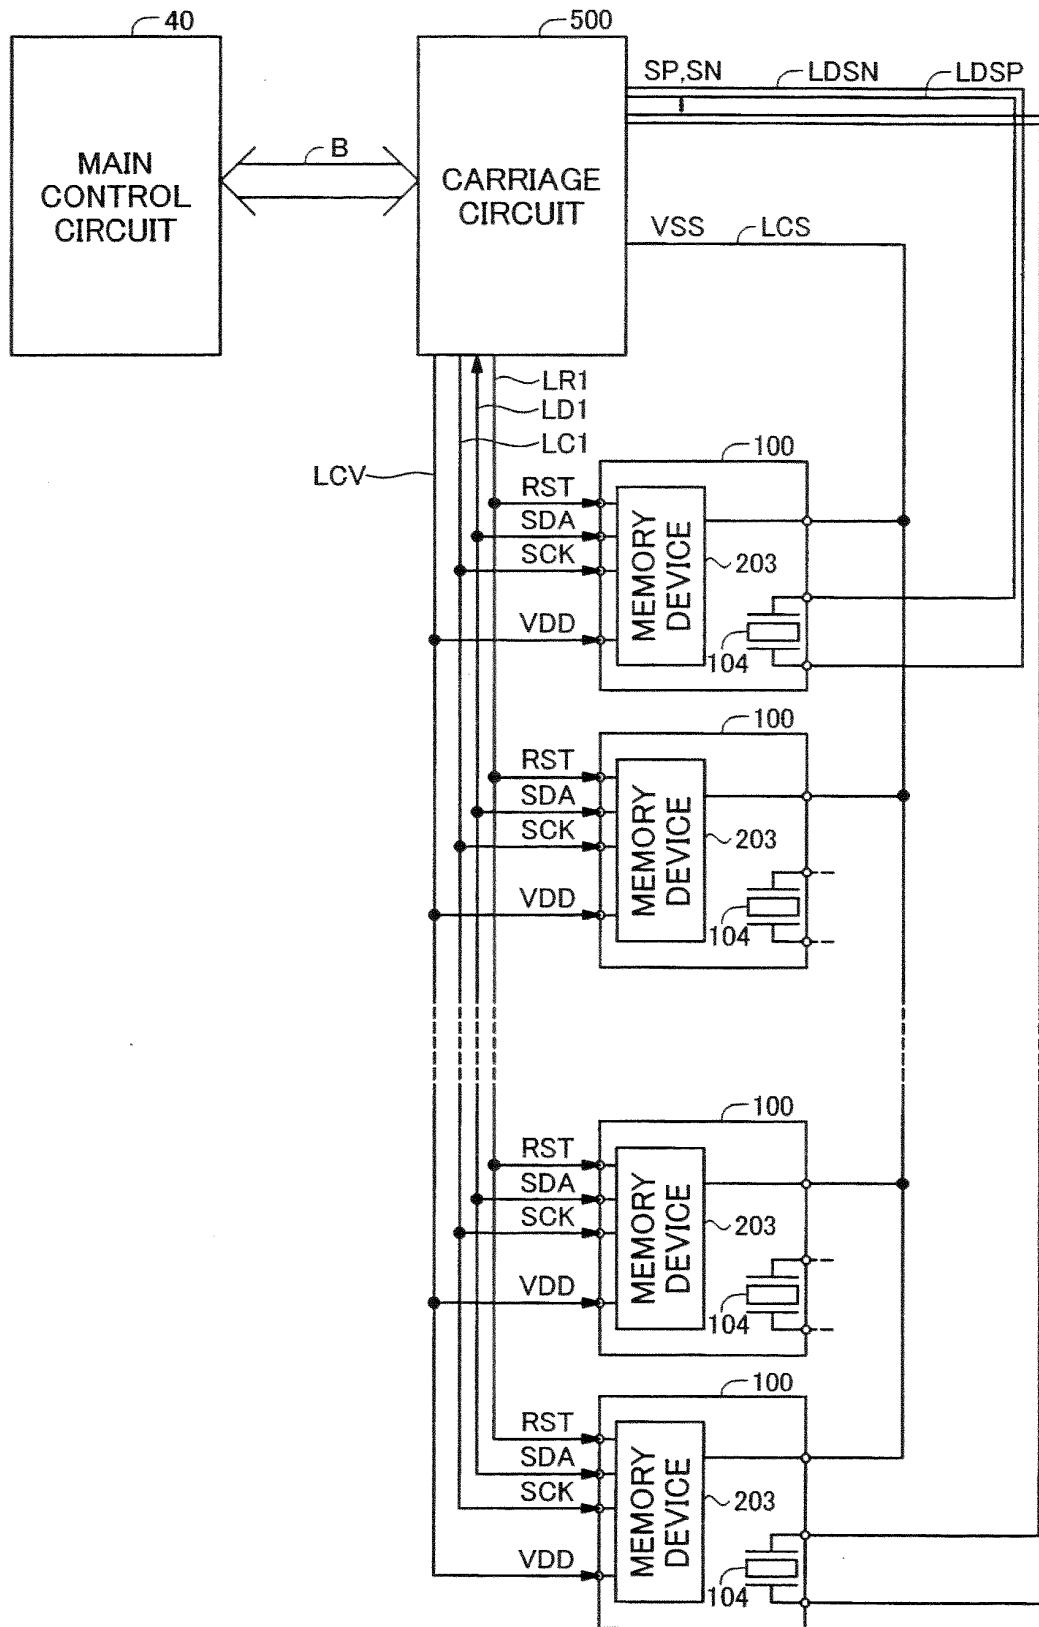 40
500
MAIN
CONTROL
CIRCUIT
B
CARRIAGE
CIRCUIT
SP,SN
LDSN
LDSP
VSS
LCS
LR1
LD1
LC1
LCV
100
RST
SDA
SCK
VDD
MEMORY
DEVICE
203
104
100
RST
SDA
SCK
VDD
MEMORY
DEVICE
203
104
100
RST
SDA
SCK
VDD
MEMORY
DEVICE
203
104
100
RST
SDA
SCK
VDD
MEMORY
DEVICE
203
104